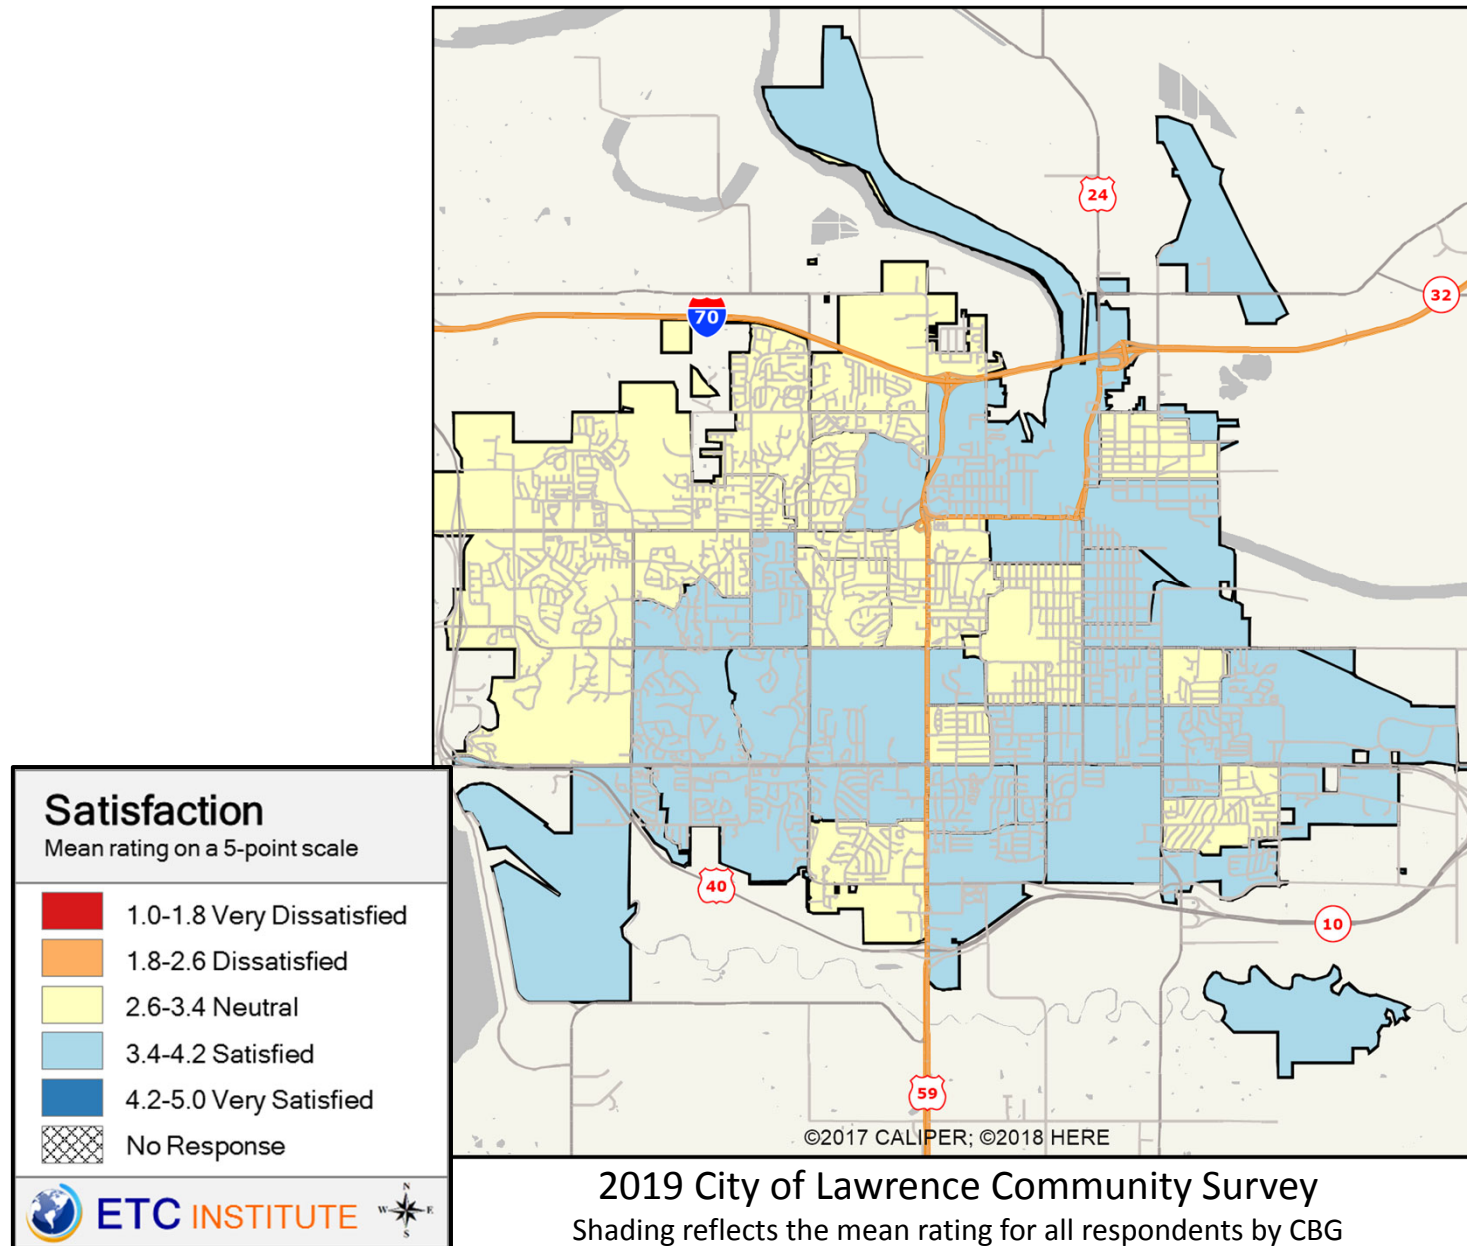 24
32
70
40
10
59
©2017 CALIPER; ©2018 HERE
Satisfaction
Mean rating on a 5-point scale
1.0-1.8 Very Dissatisfied
1.8-2.6 Dissatisfied
2.6-3.4 Neutral
3.4-4.2 Satisfied
4.2-5.0 Very Satisfied
No Response
ETC INSTITUTE
N
W E
S
2019 City of Lawrence Community Survey
Shading reflects the mean rating for all respondents by CBG